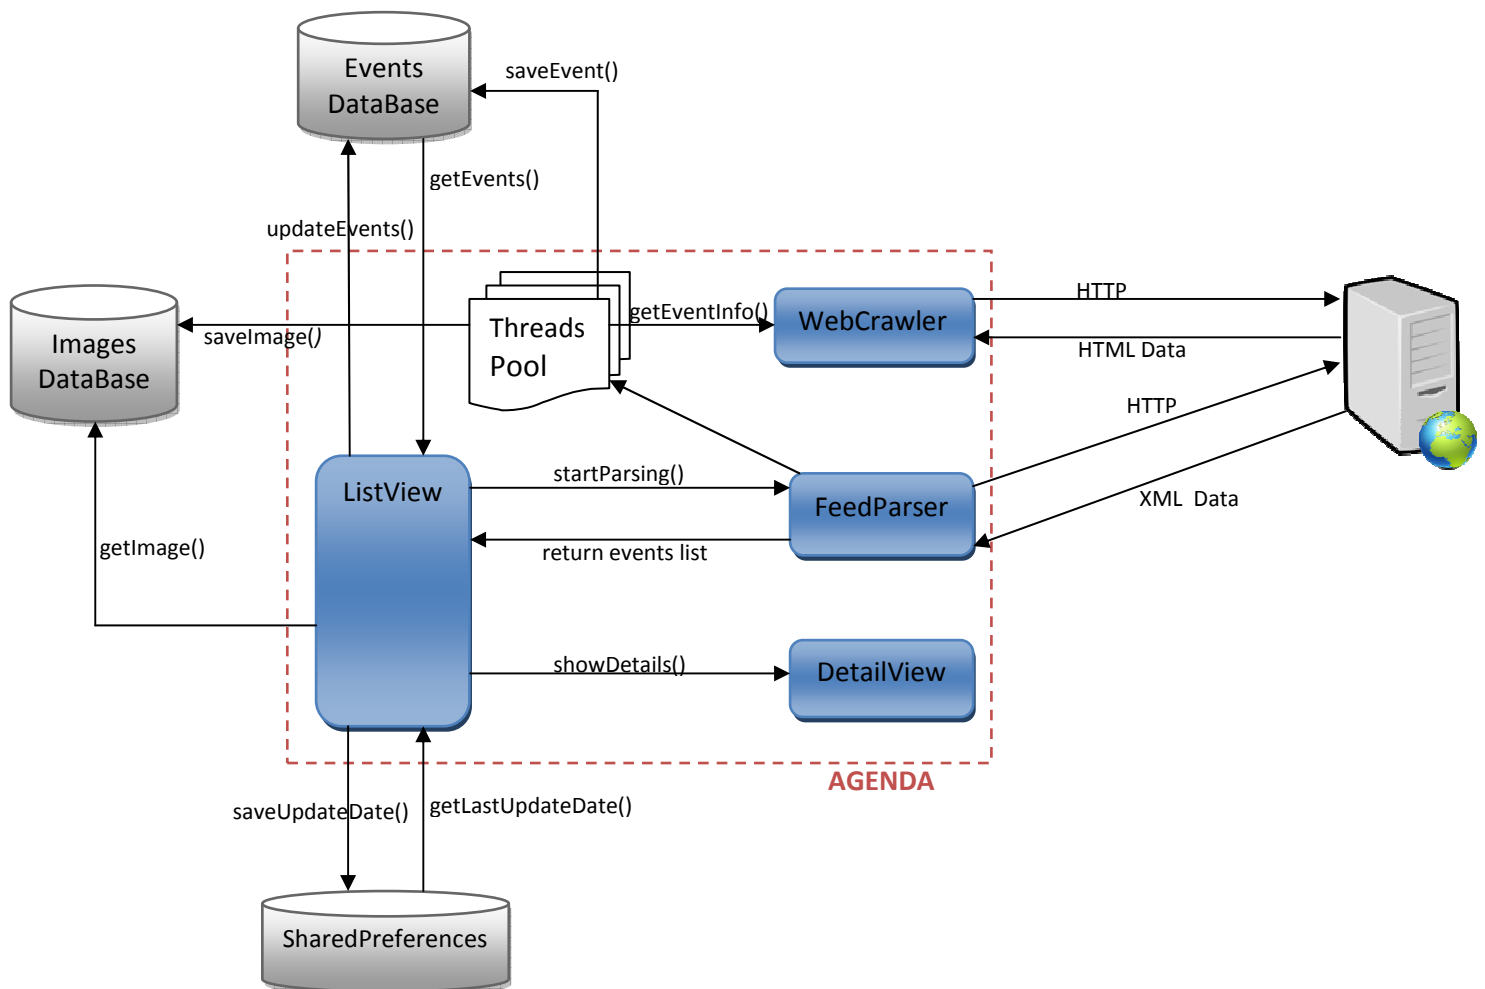 Events
DataBase
saveEvent()
getEvents()
updateEvents()
Images
DataBase
saveImage()
Threads
Pool
getEventInfo()
WebCrawler
HTTP
HTML Data
HTTP
XML Data
ListView
startParsing()
FeedParser
return events list
getImage()
showDetails()
DetailView
AGENDA
saveUpdateDate()
getLastUpdateDate()
SharedPreferences